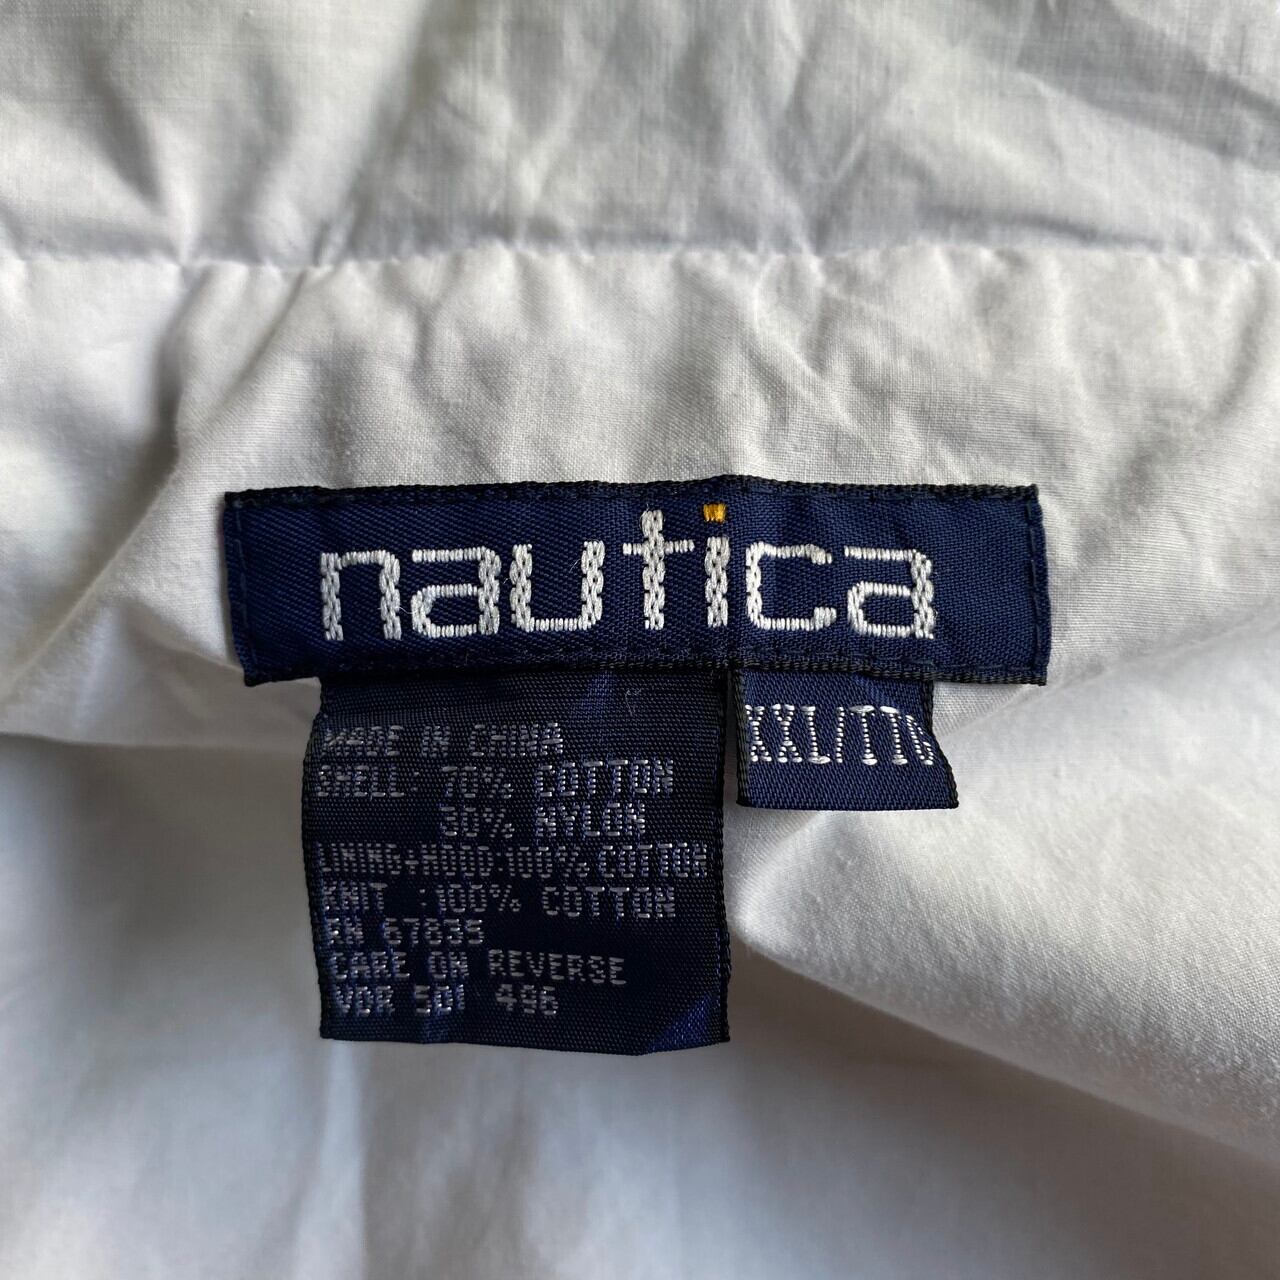 nautica
XXL/TTG
MADE IN CHINA
SHELL: 70% COTTON
30% NYLON
LINING+HOOD:100% COTTON
KNIT :100% COTTON
RN 67835
CARE ON REVERSE
VDR 501 496